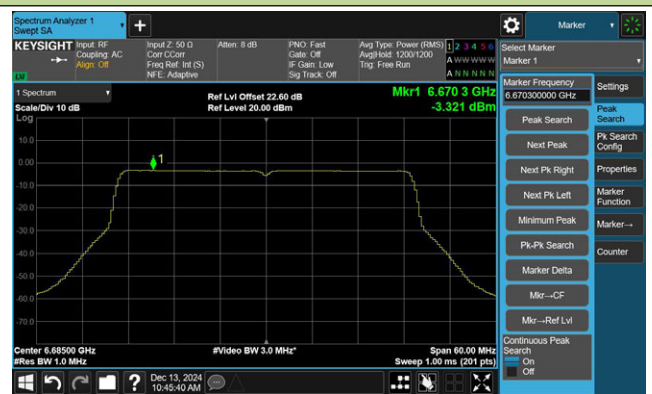 Spectrum Analyzer 1
Swept SA
+
Marker
KEYSIGHT
Input: RF
Coupling: AC
Align: Off
Input Z: 50 Ω
Corr CCorr
Freq Ref: Int (S)
NFE: Adaptive
Atten: 8 dB
PNO: Fast
Gate: Off
IF Gain: Low
Sig Track: Off
Avg Type: Power (RMS)
Avg|Hold: 1200/1200
Trig: Free Run
1 2 3 4 5 6
A W W W W W
A N N N N N
LW
Select Marker
Marker 1
1 Spectrum
Scale/Div 10 dB
Log
Ref Lvl Offset 22.60 dB
Ref Level 20.00 dBm
Mkr1 6.670 3 GHz
-3.321 dBm
10.0
0.00
-10.0
-20.0
-30.0
-40.0
-50.0
-60.0
-70.0
1
Center 6.68500 GHz
#Res BW 1.0 MHz
#Video BW 3.0 MHz*
Span 60.00 MHz
Sweep 1.00 ms (201 pts)
Marker Frequency
6.670300000 GHz
Peak Search
Next Peak
Next Pk Right
Next Pk Left
Minimum Peak
Pk-Pk Search
Marker Delta
Mkr→CF
Mkr→Ref Lvl
Continuous Peak
Search
On
Off
Settings
Peak
Search
Pk Search
Config
Properties
Marker
Function
Marker→
Counter
?
Dec 13, 2024
10:45:40 AM